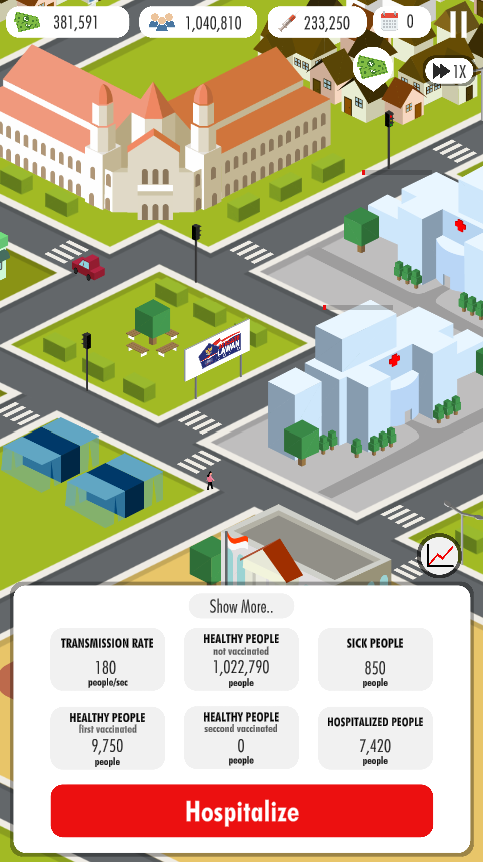 381,591
1,040,810
233,250
0
1X
LAWAN
Show More..
TRANSMISSION RATE
180
people/sec
HEALTHY PEOPLE
not vaccinated
1,022,790
people
SICK PEOPLE
850
people
HEALTHY PEOPLE
first vaccinated
9,750
people
HEALTHY PEOPLE
seccond vaccinated
0
people
HOSPITALIZED PEOPLE
7,420
people
Hospitalize